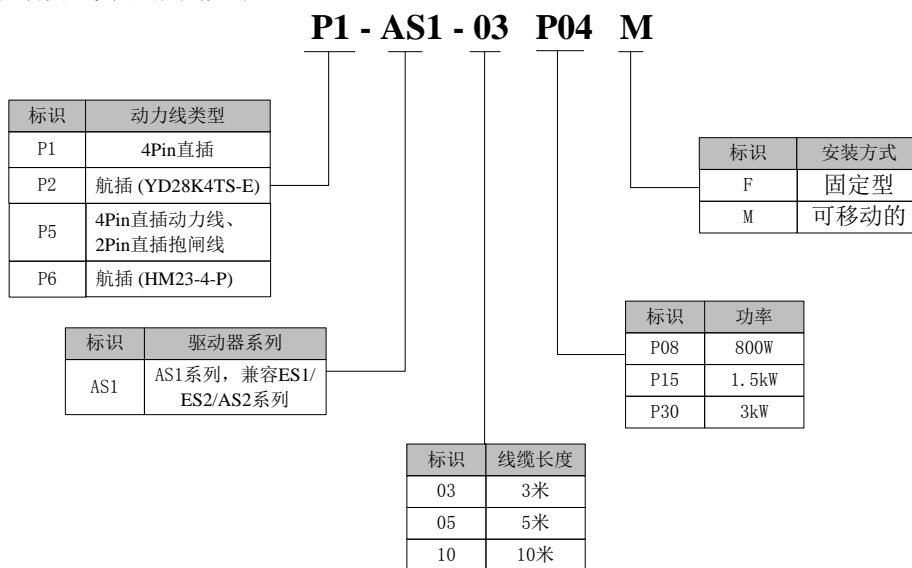 P1 - AS1 - 03 P04 M
标识 动力线类型
P1 4Pin直插
P2 航插 (YD28K4TS-E)
P5 4Pin直插动力线、
2Pin直插抱闸线
P6 航插 (HM23-4-P)
标识 安装方式
F 固定型
M 可移动的
标识 驱动器系列
AS1 AS1系列，兼容ES1/
ES2/AS2系列
标识 功率
P08 800W
P15 1.5kW
P30 3kW
标识 线缆长度
03 3米
05 5米
10 10米